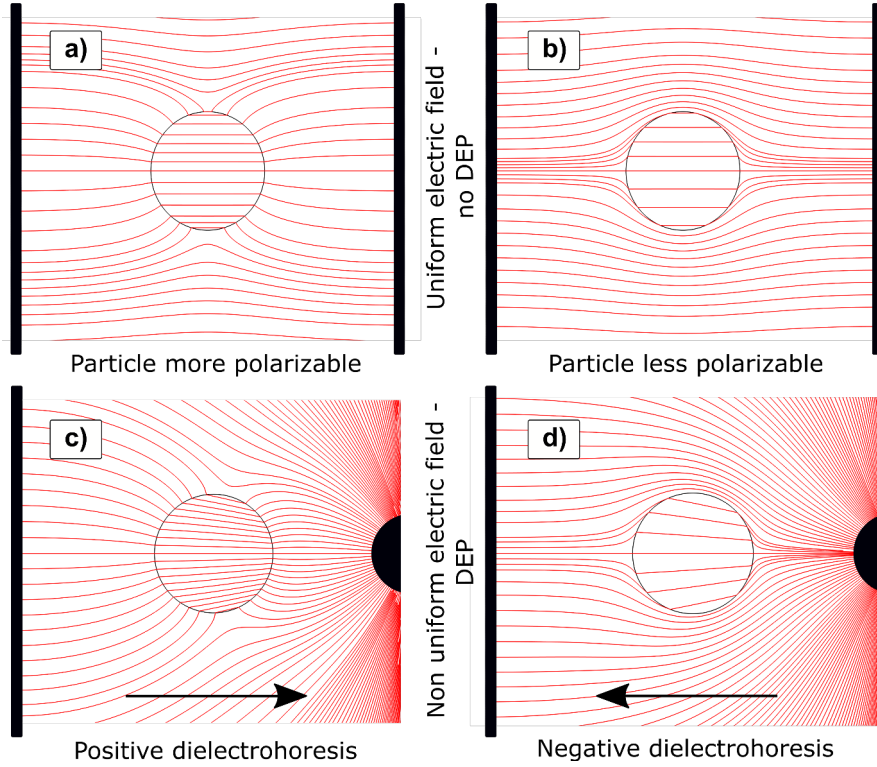 a)
b)
Uniform electric field -
no DEP
Particle more polarizable
Particle less polarizable
c)
d)
Non uniform electric field -
DEP
Positive dielectrohoresis
Negative dielectrohoresis